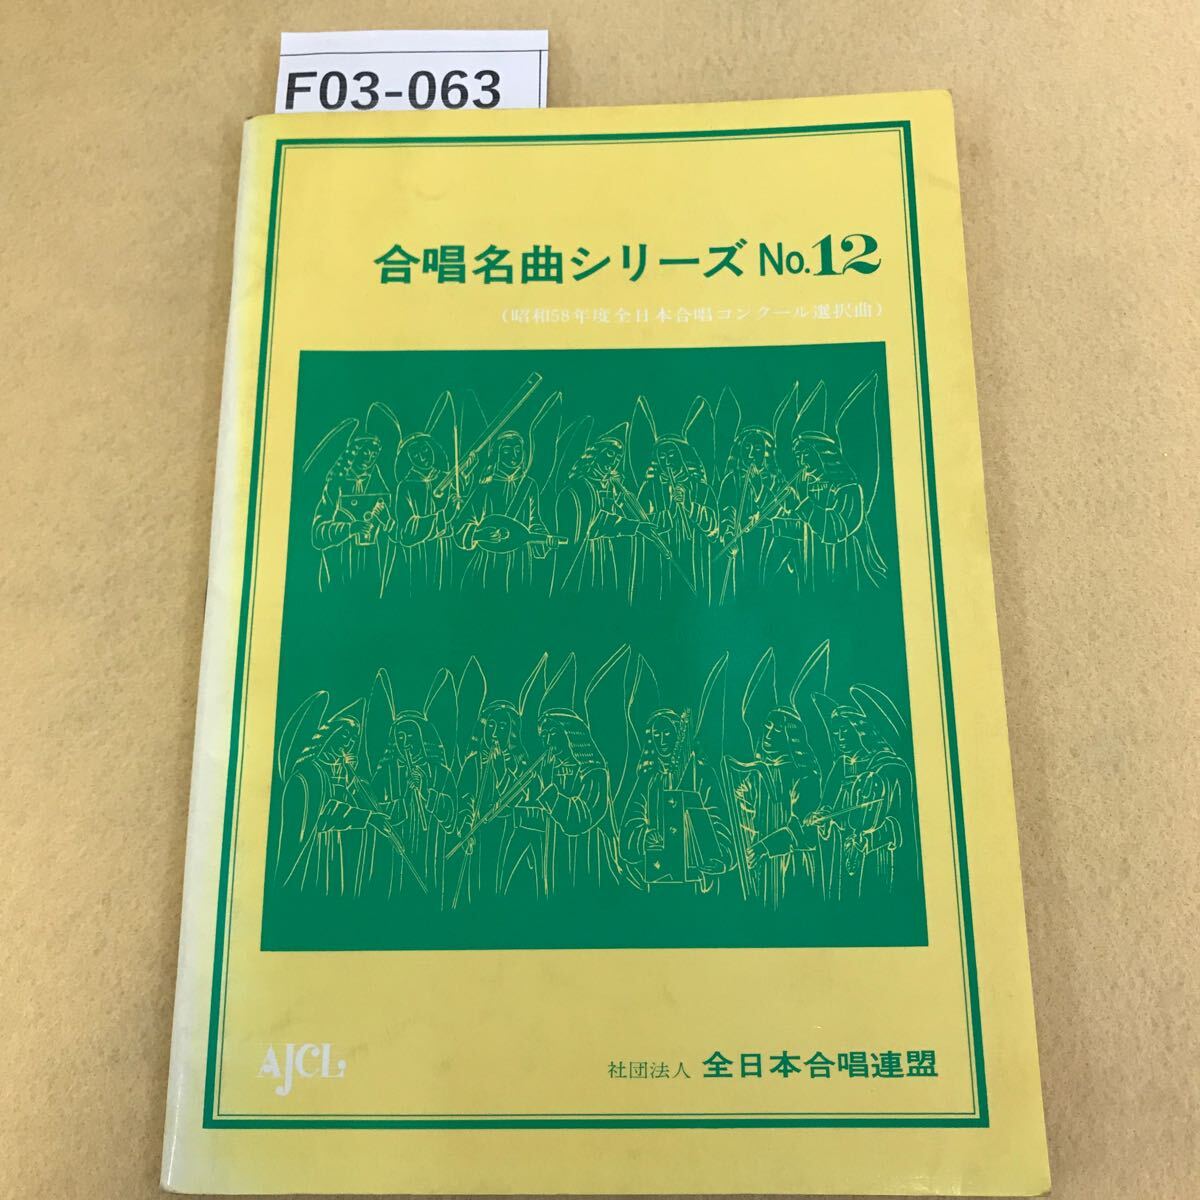 F03-063
合唱名曲シリーズNo.12
(昭和58年度全日本合唱コンクール選択曲)
AJCL
社団法人 全日本合唱連盟